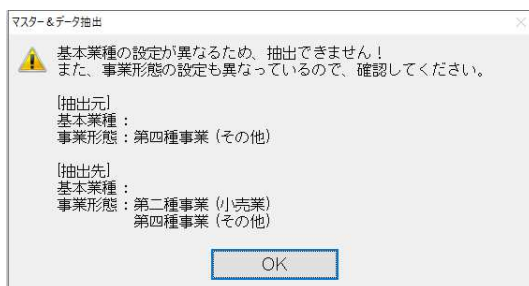 マスター&データ抽出
基本業種の設定が異なるため、抽出できません！
また、事業形態の設定も異なっているので、確認してください。
[抽出元]
基本業種：
事業形態：第四種事業（その他）
[抽出先]
基本業種：
事業形態：第二種事業（小売業）
第四種事業（その他）
OK